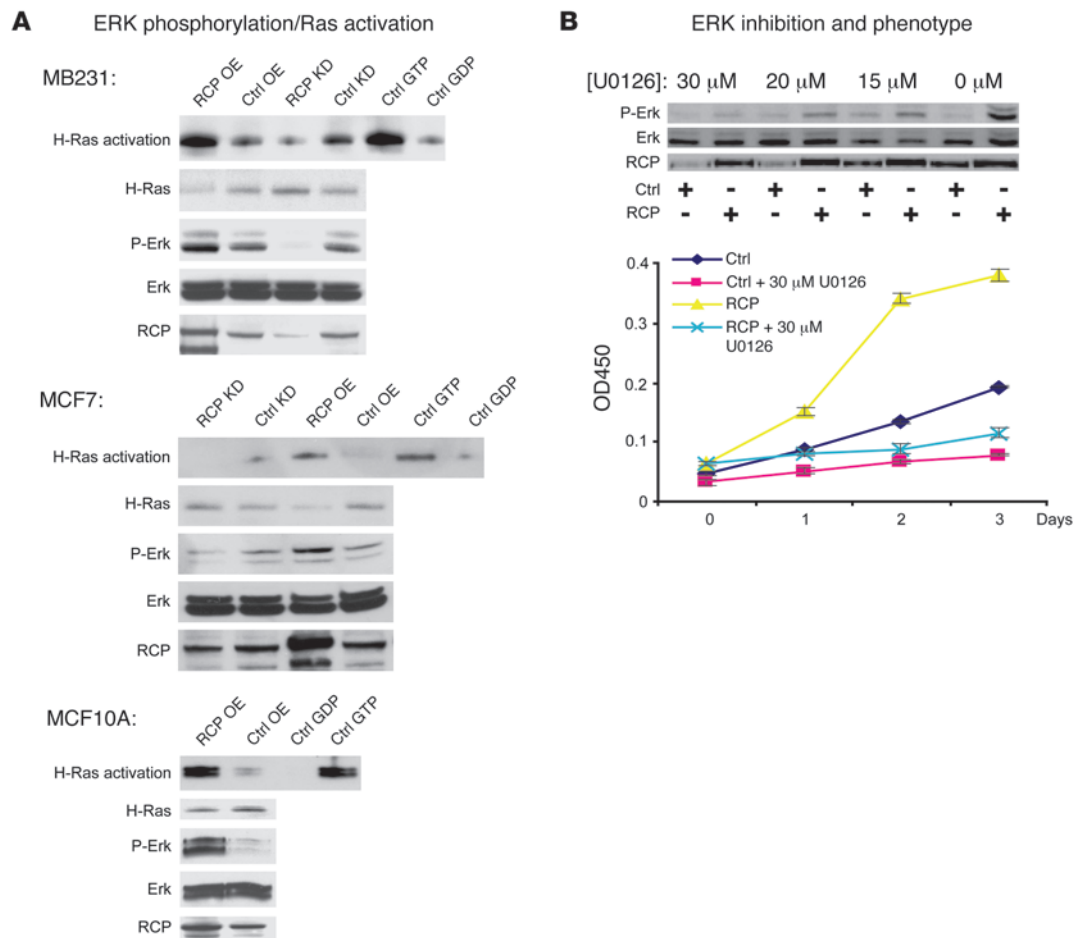 A ERK phosphorylation/Ras activation
MB231:
RCP OE Ctrl OE RCP KD Ctrl KD Ctrl GTP Ctrl GDP
H-Ras activation
H-Ras
P-Erk
Erk
RCP
MCF7:
RCP KD Ctrl KD RCP OE Ctrl OE Ctrl GTP Ctrl GDP
H-Ras activation
H-Ras
P-Erk
Erk
RCP
MCF10A:
RCP OE Ctrl OE Ctrl GDP Ctrl GTP
H-Ras activation
H-Ras
P-Erk
Erk
RCP
B ERK inhibition and phenotype
[U0126]: 30 μM 20 μM 15 μM 0 μM
P-Erk
Erk
RCP
Ctrl + - + - + - + -
RCP - + - + - + - +
Ctrl
Ctrl + 30 μM U0126
RCP
RCP + 30 μM
U0126
OD450
0.4
0.3
0.2
0.1
0
0 1 2 3 Days